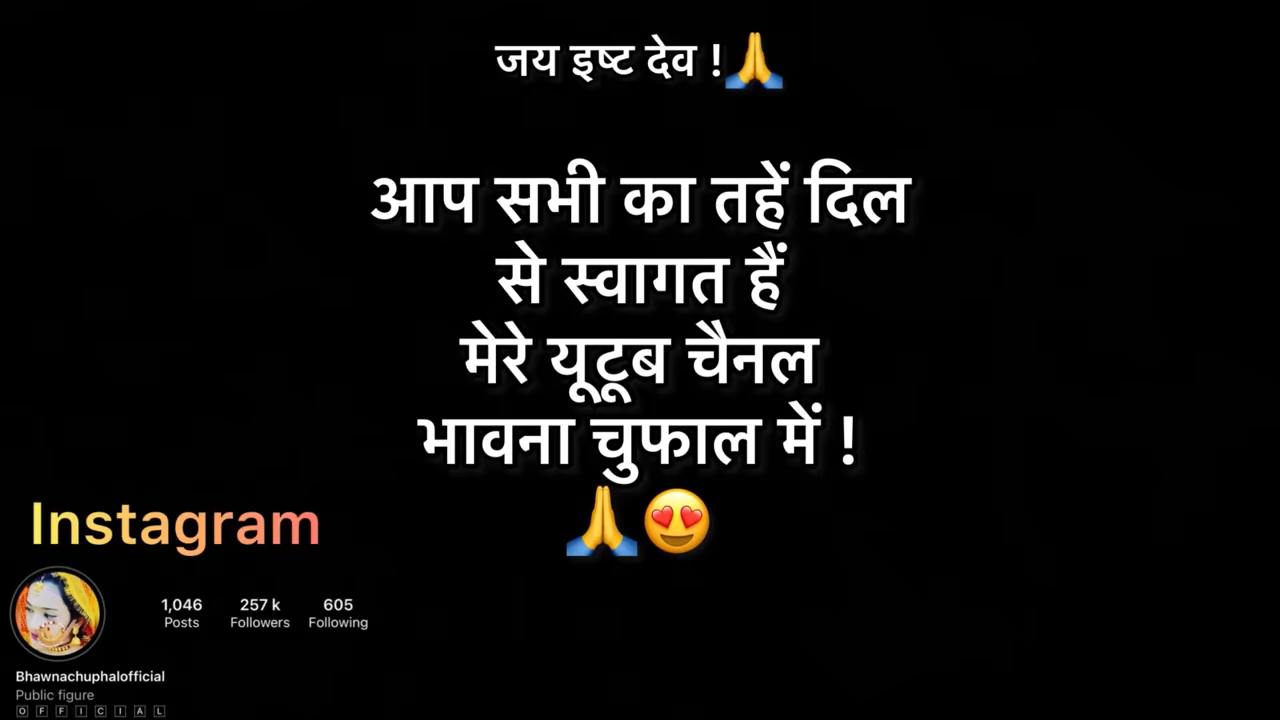 जय इष्ट देव !🙏
आप सभी का तहें दिल
से स्वागत हैं
मेरे यूटूब चैनल
भावना चुफाल में !
🙏😍
Instagram
1,046 257 k 605
Posts Followers Following
Bhawnachuphalofficial
Public figure
🄾 🄵 🄵 🄸 🄲 🄸 🄰 🄻